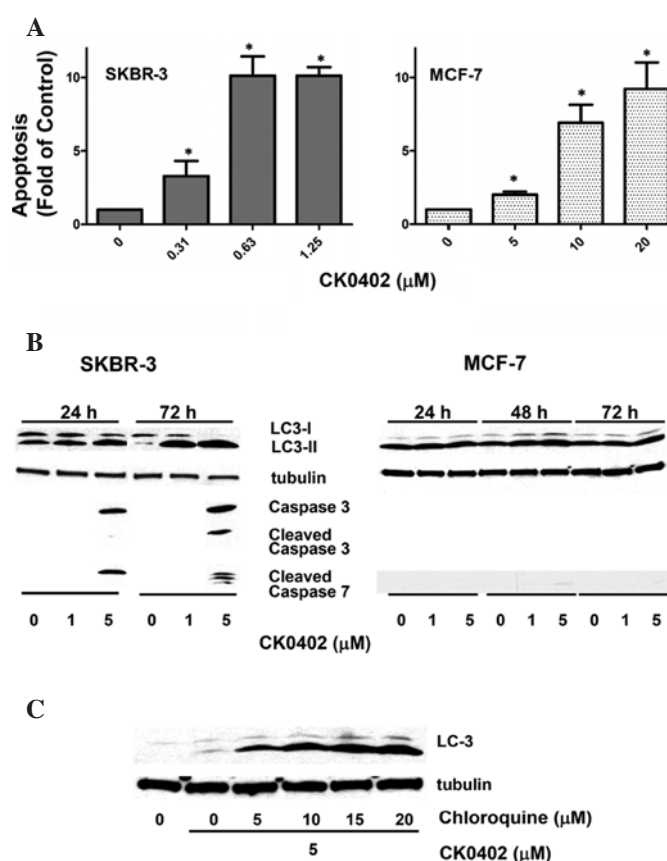 A
SKBR-3
MCF-7
Apoptosis
(Fold of Control)
10
5
0
10
5
0
0 0.31 0.63 1.25
0 5 10 20
* * *
* * *
CK0402 (μM)
B
SKBR-3
MCF-7
24 h 72 h
24 h 48 h 72 h
LC3-I
LC3-II
tubulin
Caspase 3
Cleaved
Caspase 3
Cleaved
Caspase 7
0 1 5 0 1 5
0 1 5 0 1 5 0 1 5
CK0402 (μM)
C
LC-3
tubulin
0 0 5 10 15 20 Chloroquine (μM)
5 CK0402 (μM)